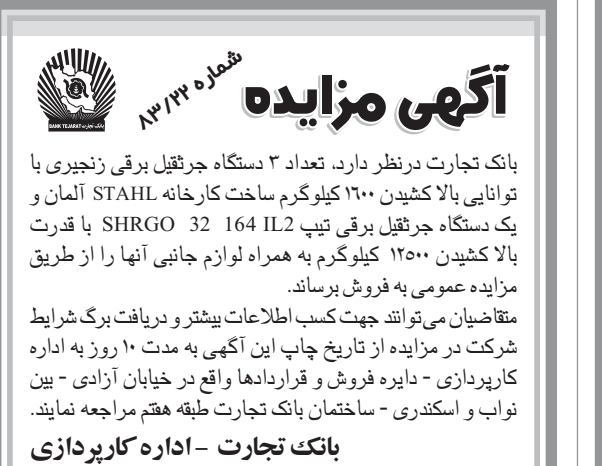 آگهی مزایده
شماره ۸۳/۲۲
BANK TEJARAT بانک تجارت
بانک تجارت درنظر دارد، تعداد ۳ دستگاه جرثقیل برقی زنجیری با
توانایی بالا کشیدن ۱۶۰۰ کیلوگرم ساخت کارخانه STAHL آلمان و
یک دستگاه جرثقیل برقی تیپ SHRGO 32 164 IL2 با قدرت
بالا کشیدن ۱۲۵۰۰ کیلوگرم به همراه لوازم جانبی آنها را از طریق
مزایده عمومی به فروش برساند.
متقاضیان می‌توانند جهت کسب اطلاعات بیشتر و دریافت برگ شرایط
شرکت در مزایده از تاریخ چاپ این آگهی به مدت ۱۰ روز به اداره
کارپردازی - دایره فروش و قراردادها واقع در خیابان آزادی - بین
نواب و اسکندری - ساختمان بانک تجارت طبقه هفتم مراجعه نمایند.
بانک تجارت - اداره کارپردازی